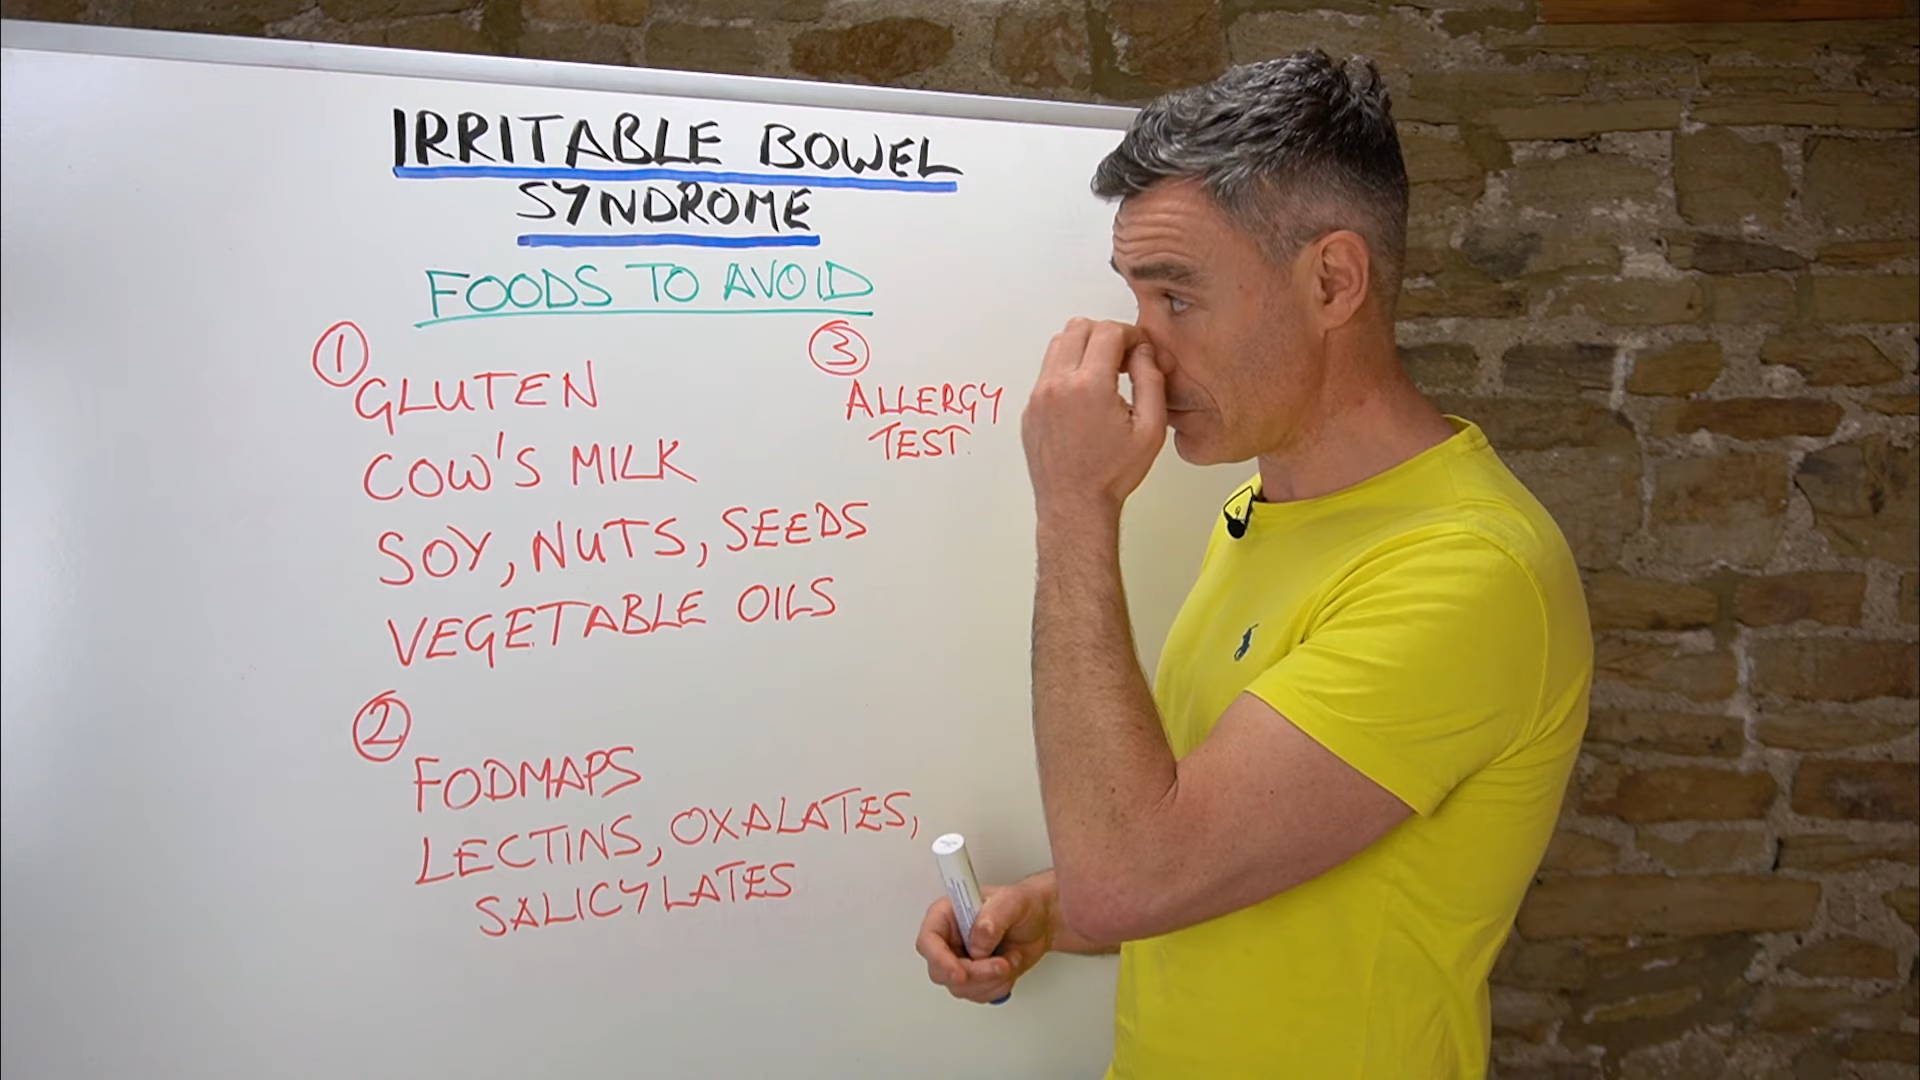 IRRITABLE BOWEL
SYNDROME
FOODS TO AVOID
1
GLUTEN
COW'S MILK
SOY, NUTS, SEEDS
VEGETABLE OILS
2
FODMAPS
LECTINS, OXALATES,
SALICYLATES
3
ALLERGY
TEST.